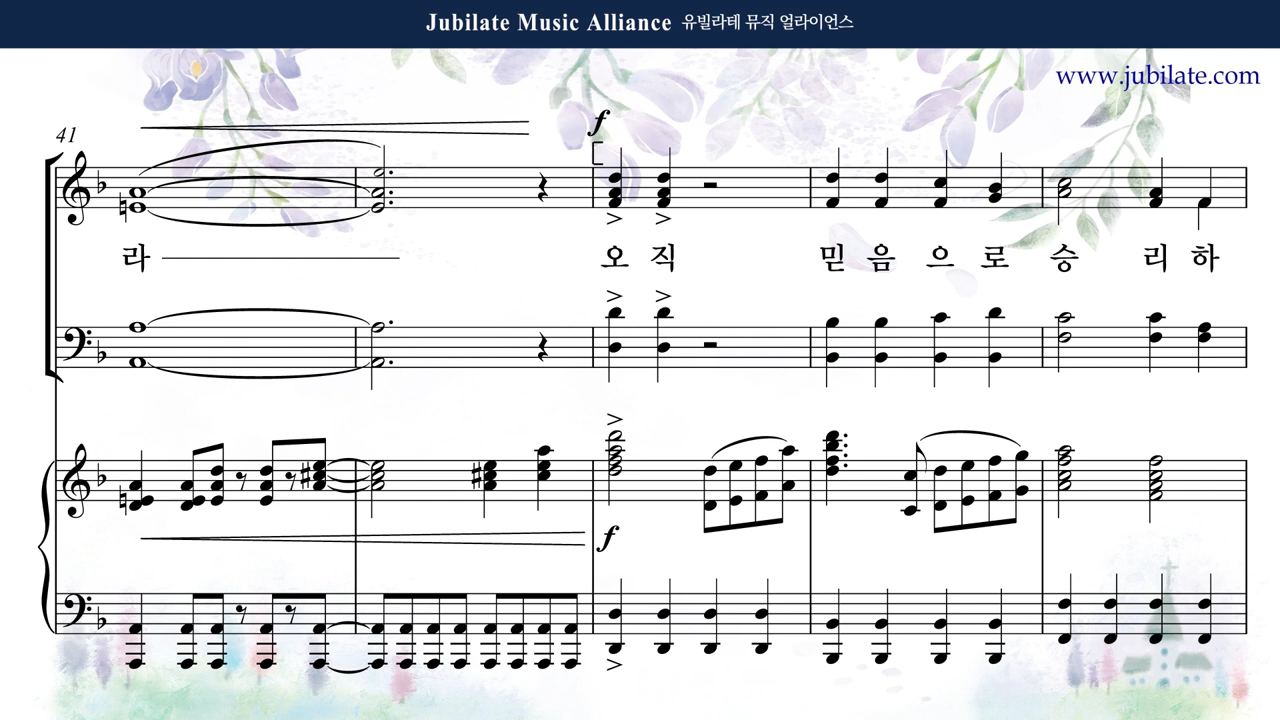 Jubilate Music Alliance 유빌라테 뮤직 얼라이언스
www.jubilate.com
41
f
라 오 직 믿 음 으 로 승 리 하
f